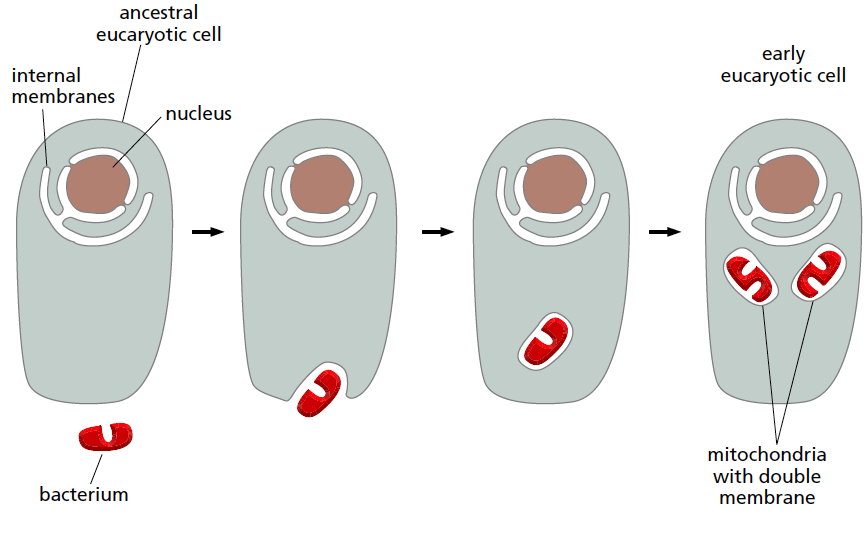 ancestral
eucaryotic cell
internal
membranes
nucleus
bacterium
early
eucaryotic cell
mitochondria
with double
membrane